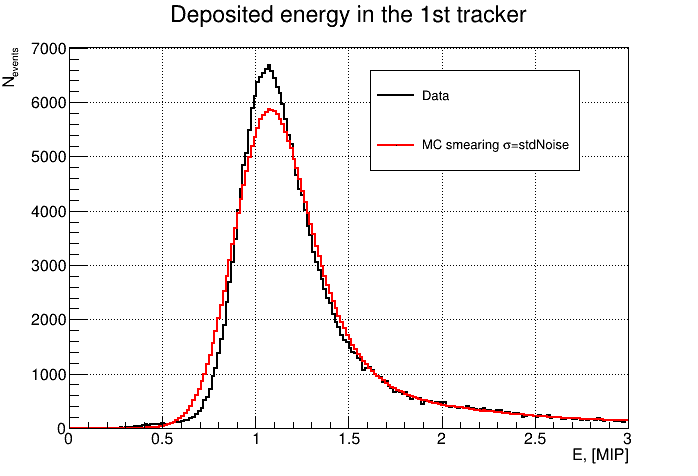 Deposited energy in the 1st tracker
N_events
7000
6000
5000
4000
3000
2000
1000
0
Data
MC smearing σ=stdNoise
0 0.5 1 1.5 2 2.5 3
E, [MIP]